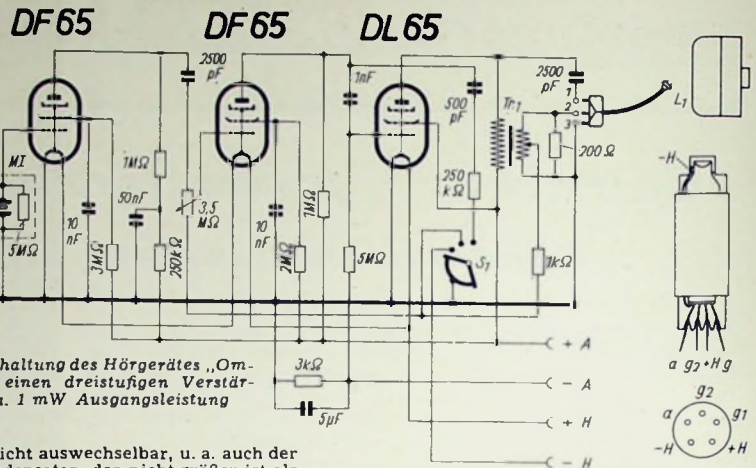 DF 65
DF 65
DL 65
2500 pF
1nF
500 pF
2500 pF
1
2
3
L1
Tr1
200 Ω
MI
5MΩ
10 nF
3MΩ
1MΩ
50nF
250kΩ
3,5 MΩ
10 nF
2MΩ
1MΩ
5MΩ
250 kΩ
S1
1kΩ
-H
a g2 +H g
3kΩ
5µF
+ A
- A
+ H
- H
g2
a
g1
-H
+H
haltung des Hörgerätes „Om-
einen dreistufigen Verstär-
a. 1 mW Ausgangsleistung
icht auswechselbar, u. a. auch der